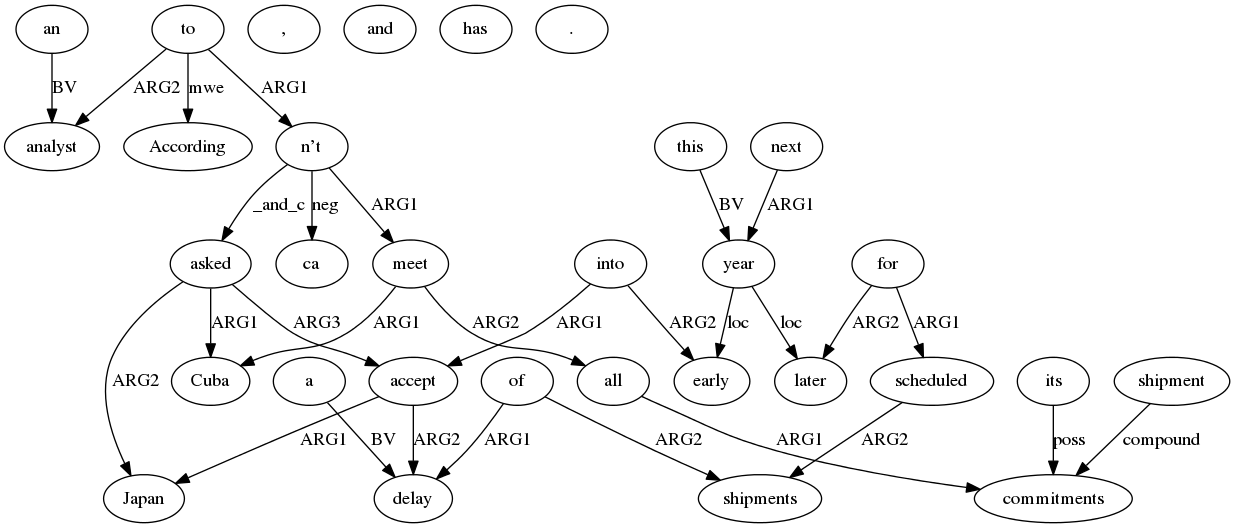 an to , and has .
BV ARG2 mwe ARG1
analyst According n't this next
_and_c neg ARG1 BV ARG1
asked ca meet into year for
ARG2 ARG1 ARG3 ARG1 ARG2 ARG1 ARG2 loc loc ARG2 ARG1
Cuba a accept of all early later scheduled its shipment
ARG1 BV ARG2 ARG1 ARG2 ARG1 ARG2 poss compound
Japan delay shipments commitments